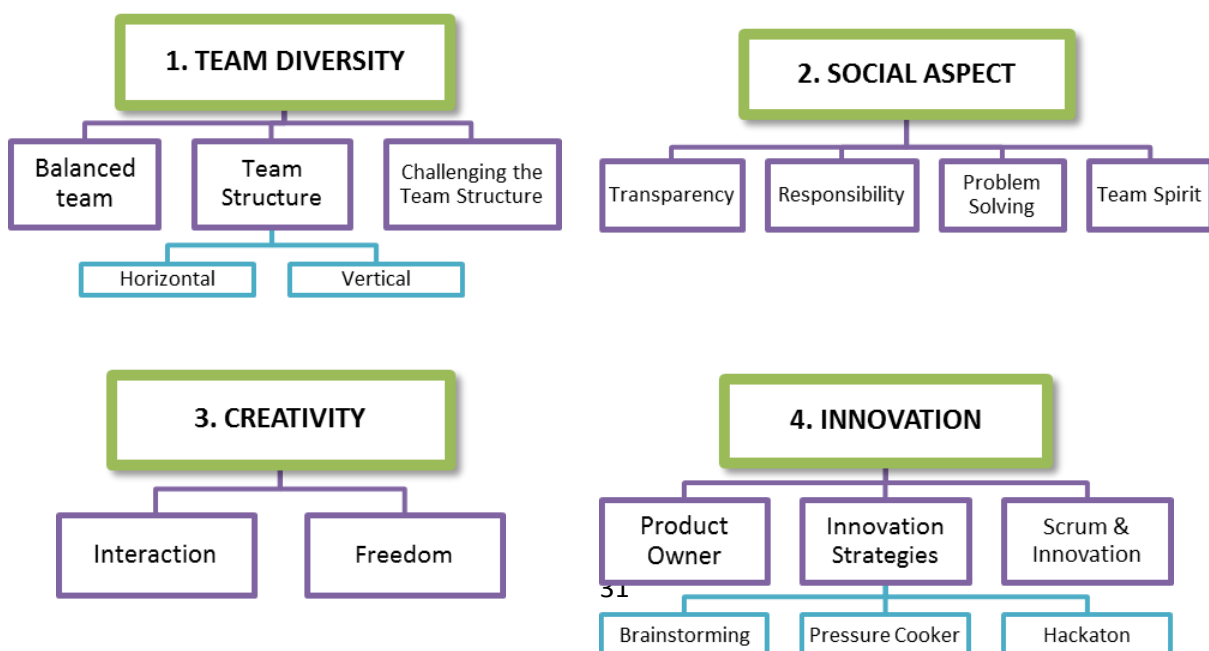 1. TEAM DIVERSITY
Balanced
team
Team
Structure
Challenging the
Team Structure
Horizontal
Vertical
2. SOCIAL ASPECT
Transparency
Responsibility
Problem
Solving
Team Spirit
3. CREATIVITY
Interaction
Freedom
4. INNOVATION
Product
Owner
Innovation
Strategies
Scrum &
Innovation
31
Brainstorming
Pressure Cooker
Hackaton